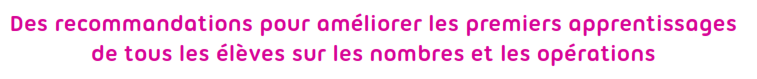 Des recommandations pour améliorer les premiers apprentissages
de tous les élèves sur les nombres et les opérations